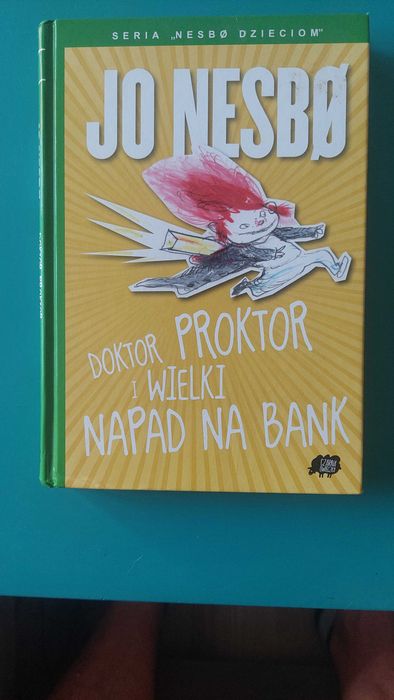 SERIA „NESBØ DZIECIOM"
JO NESBØ
DOKTOR PROKTOR
I WIELKI
NAPAD NA BANK